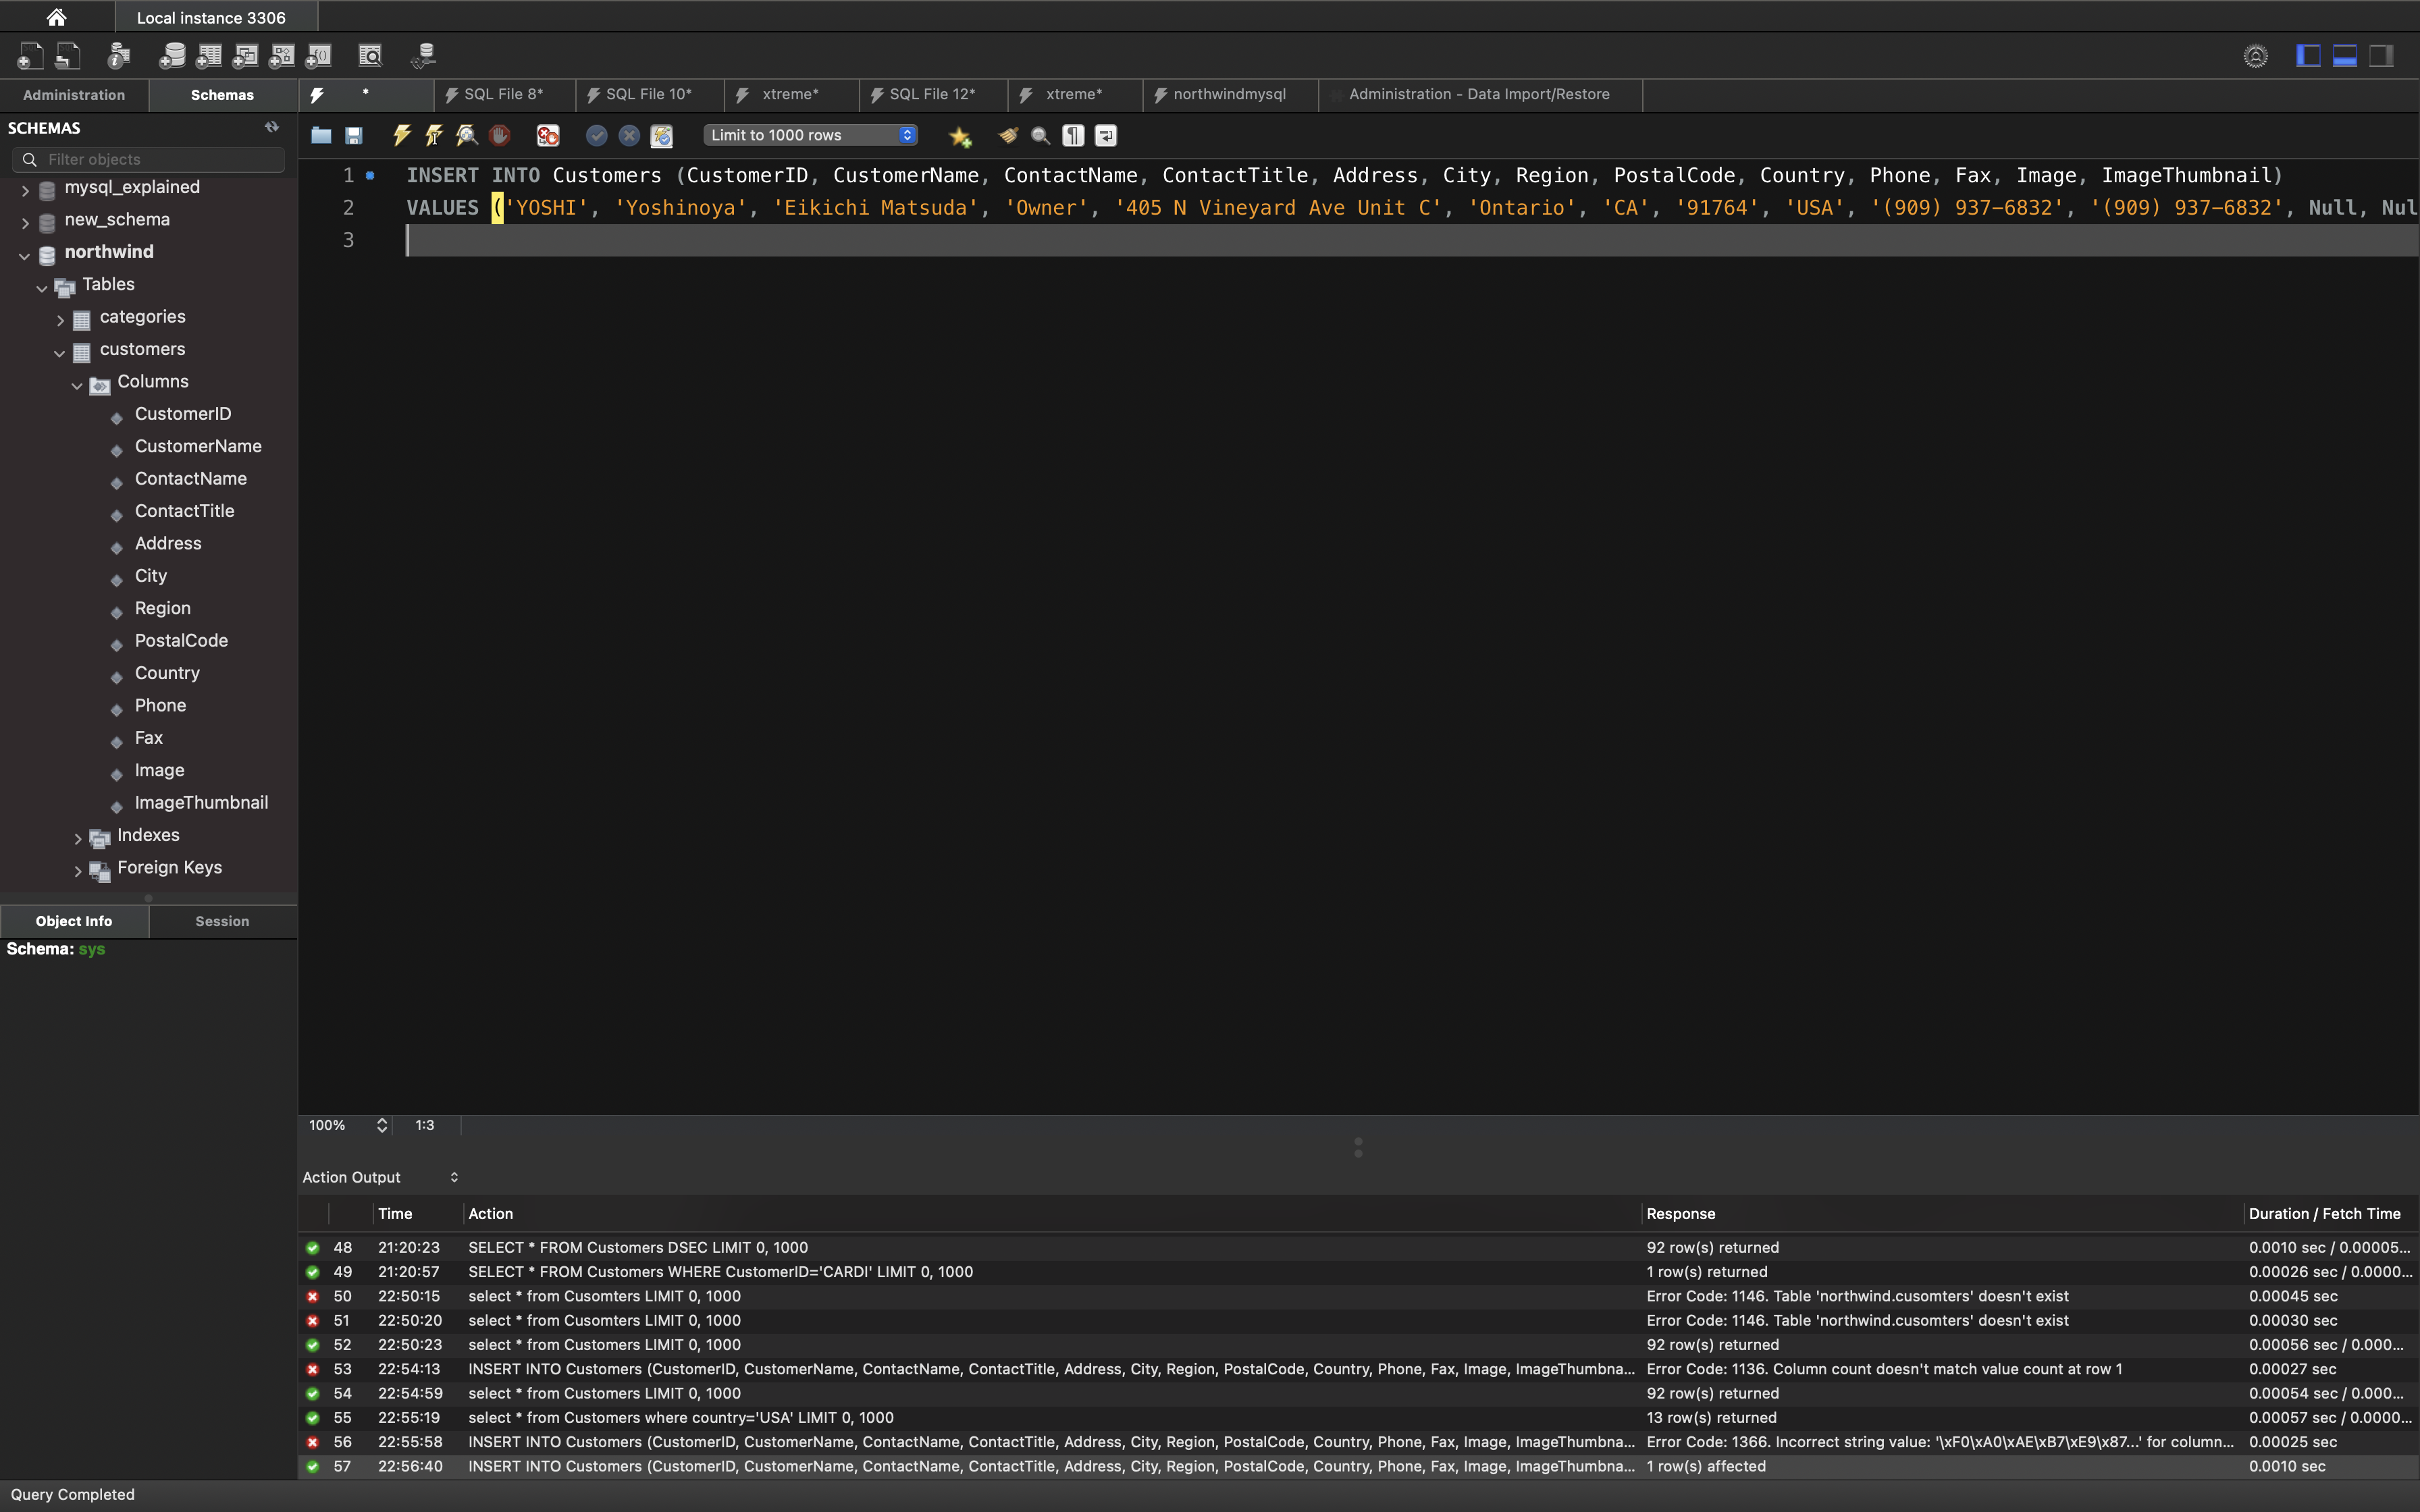 Local instance 3306
Administration
Schemas
*
SQL File 8*
SQL File 10*
xtreme*
SQL File 12*
xtreme*
northwindmysql
Administration - Data Import/Restore
SCHEMAS
Filter objects
mysql_explained
new_schema
northwind
Tables
categories
customers
Columns
CustomerID
CustomerName
ContactName
ContactTitle
Address
City
Region
PostalCode
Country
Phone
Fax
Image
ImageThumbnail
Indexes
Foreign Keys
Object Info
Session
Schema: sys
Limit to 1000 rows
1 INSERT INTO Customers (CustomerID, CustomerName, ContactName, ContactTitle, Address, City, Region, PostalCode, Country, Phone, Fax, Image, ImageThumbnail)
2 VALUES ('YOSHI', 'Yoshinoya', 'Eikichi Matsuda', 'Owner', '405 N Vineyard Ave Unit C', 'Ontario', 'CA', '91764', 'USA', '(909) 937-6832', '(909) 937-6832', Null, Nul
3
100% 1:3
Action Output
Time Action Response Duration / Fetch Time
48 21:20:23 SELECT * FROM Customers DSEC LIMIT 0, 1000 92 row(s) returned 0.0010 sec / 0.00005...
49 21:20:57 SELECT * FROM Customers WHERE CustomerID='CARDI' LIMIT 0, 1000 1 row(s) returned 0.00026 sec / 0.0000...
50 22:50:15 select * from Cusomters LIMIT 0, 1000 Error Code: 1146. Table 'northwind.cusomters' doesn't exist 0.00045 sec
51 22:50:20 select * from Cusomters LIMIT 0, 1000 Error Code: 1146. Table 'northwind.cusomters' doesn't exist 0.00030 sec
52 22:50:23 select * from Customers LIMIT 0, 1000 92 row(s) returned 0.00056 sec / 0.000...
53 22:54:13 INSERT INTO Customers (CustomerID, CustomerName, ContactName, ContactTitle, Address, City, Region, PostalCode, Country, Phone, Fax, Image, ImageThumbna... Error Code: 1136. Column count doesn't match value count at row 1 0.00027 sec
54 22:54:59 select * from Customers LIMIT 0, 1000 92 row(s) returned 0.00054 sec / 0.000...
55 22:55:19 select * from Customers where country='USA' LIMIT 0, 1000 13 row(s) returned 0.00057 sec / 0.0000...
56 22:55:58 INSERT INTO Customers (CustomerID, CustomerName, ContactName, ContactTitle, Address, City, Region, PostalCode, Country, Phone, Fax, Image, ImageThumbna... Error Code: 1366. Incorrect string value: '\xF0\xA0\xAE\xB7\xE9\x87...' for column... 0.00025 sec
57 22:56:40 INSERT INTO Customers (CustomerID, CustomerName, ContactName, ContactTitle, Address, City, Region, PostalCode, Country, Phone, Fax, Image, ImageThumbna... 1 row(s) affected 0.0010 sec
Query Completed